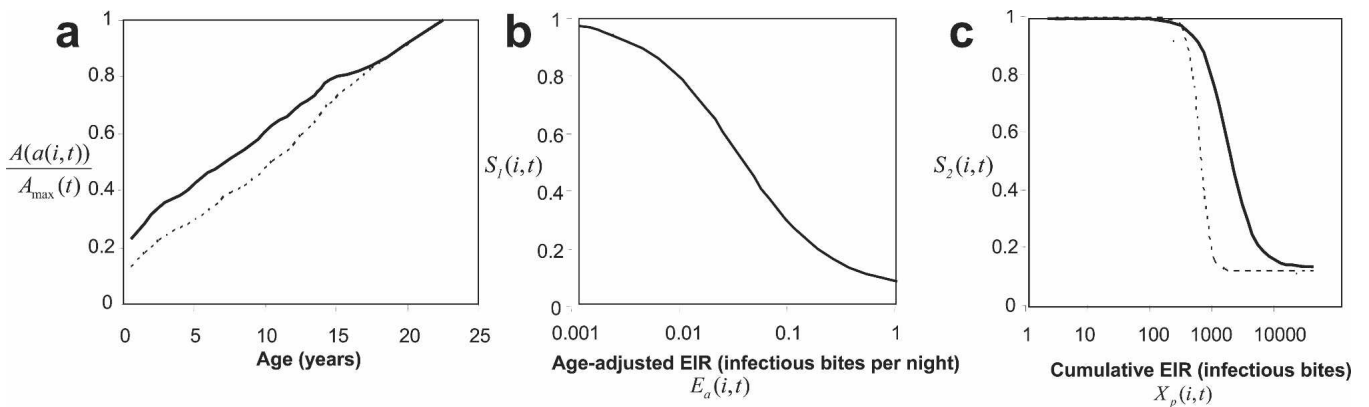 a
1
0.8
0.6
0.4
0.2
0
A(a(i,t))
A_max(t)
0 5 10 15 20 25
Age (years)
b
1
0.8
0.6
0.4
0.2
0
S_1(i,t)
0.001 0.01 0.1 1
Age-adjusted EIR (infectious bites per night)
E_a(i,t)
c
1
0.8
0.6
0.4
0.2
0
S_2(i,t)
1 10 100 1000 10000
Cumulative EIR (infectious bites)
X_p(i,t)